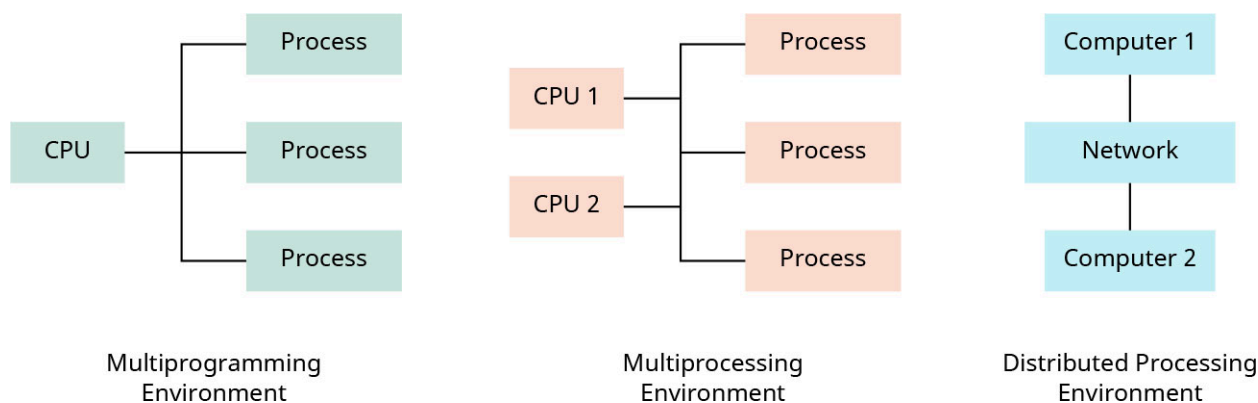 Process
CPU
Process
Process
Multiprogramming
Environment
Process
CPU 1
Process
CPU 2
Process
Multiprocessing
Environment
Computer 1
Network
Computer 2
Distributed Processing
Environment